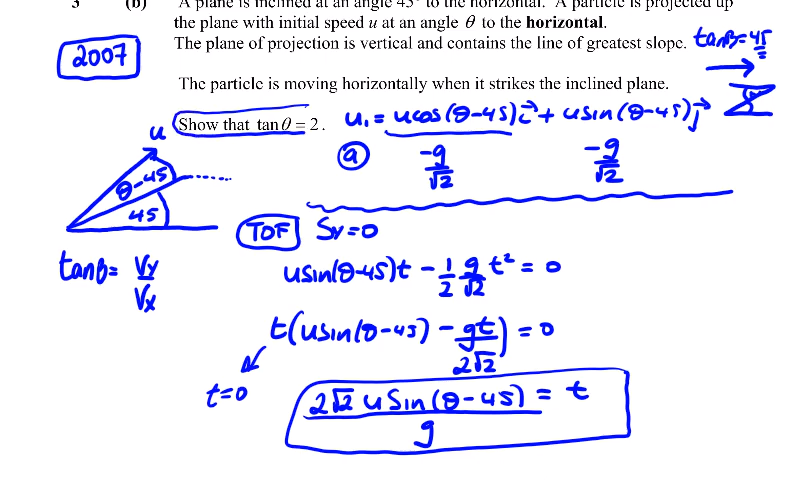 3 (b) A plane is inclined at an angle 45° to the horizontal. A particle is projected up
the plane with initial speed u at an angle θ to the horizontal.
2007
The plane of projection is vertical and contains the line of greatest slope.
tanβ=45
The particle is moving horizontally when it strikes the inclined plane.
Show that tan θ = 2.
u₁ = ucos(θ-45)i + usin(θ-45)j
u
θ-45
45
(a) -g/√2 -g/√2
TOF Sy=0
tanβ = Vy/Vx
usin(θ-45)t - 1/2 g/√2 t² = 0
t(usin(θ-45) - gt/2√2) = 0
t=0
2√2 u Sin(θ-45)/g = t